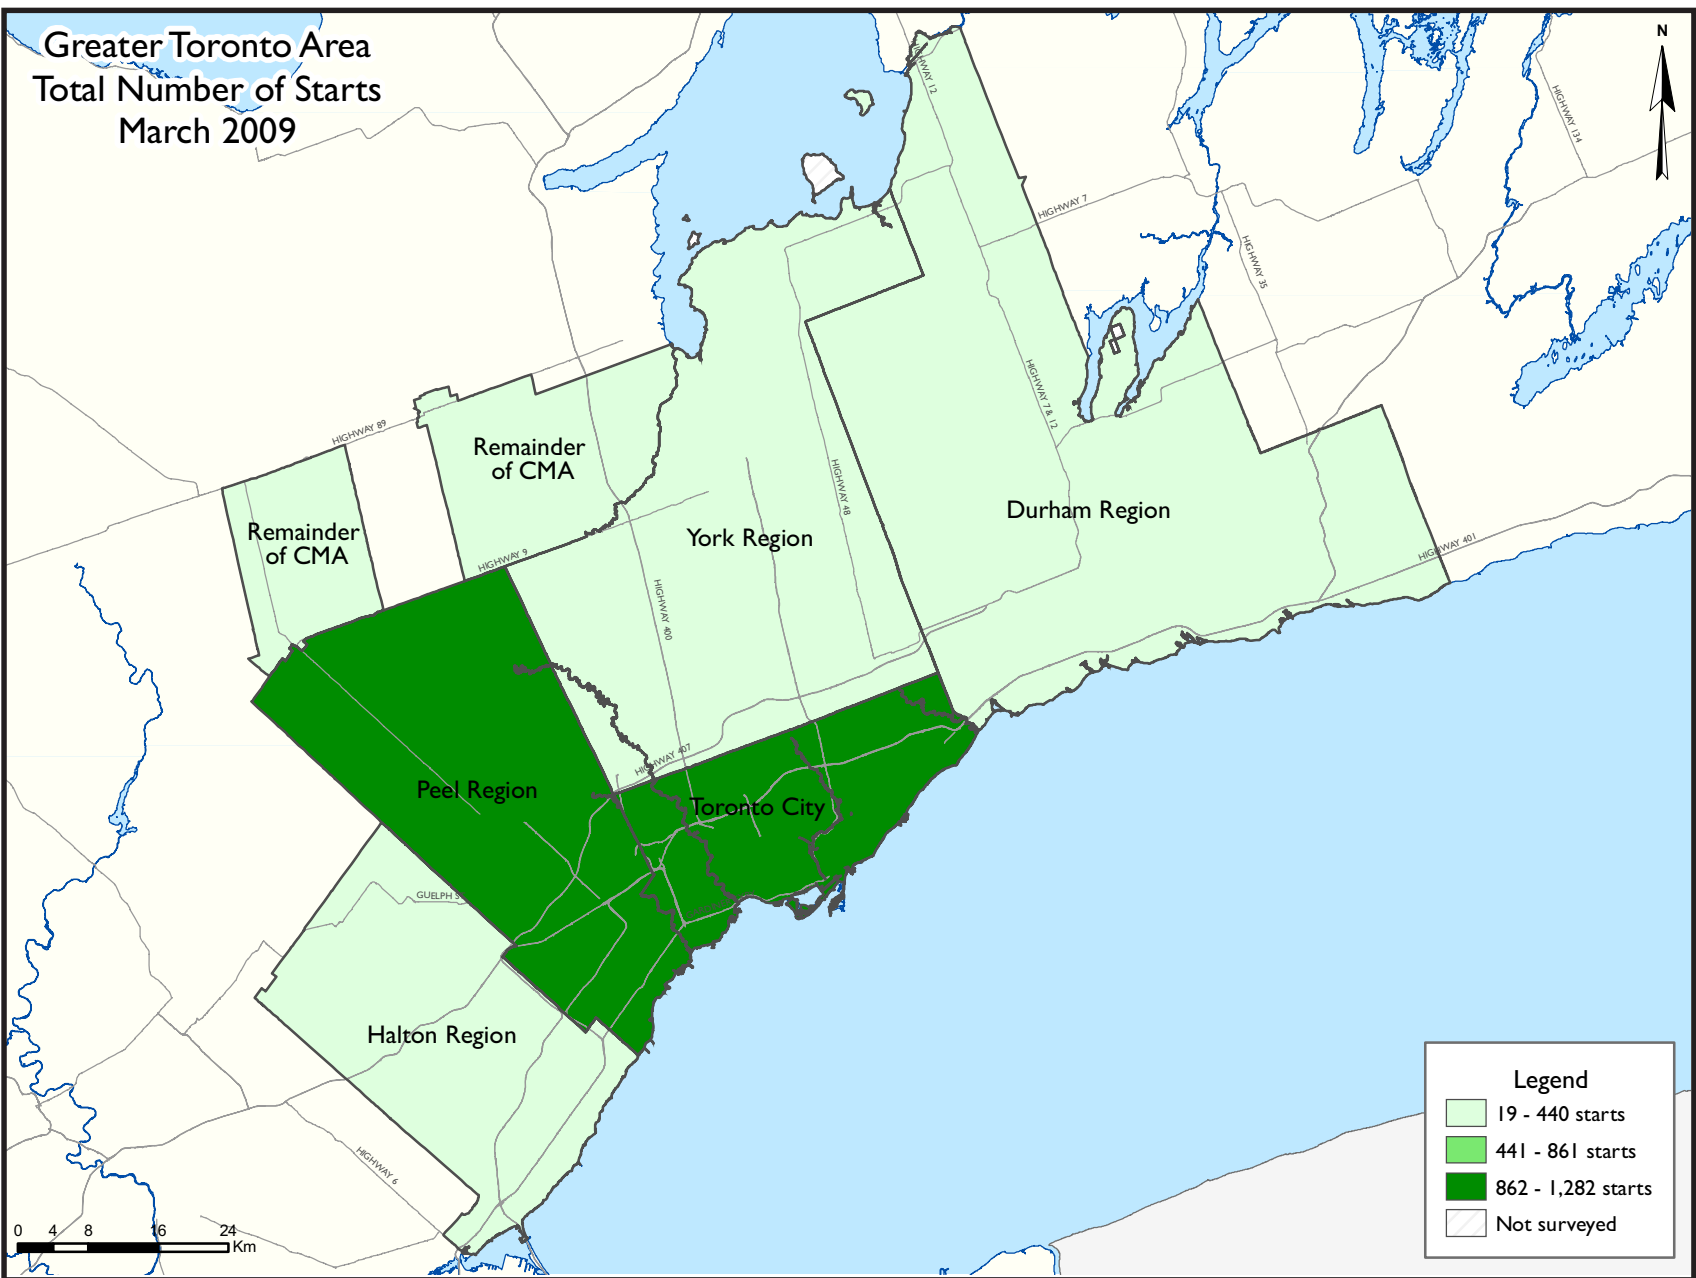 Greater Toronto Area
Total Number of Starts
March 2009
N
HIGHWAY 12
HIGHWAY 134
HIGHWAY 7
HIGHWAY 35
HIGHWAY 7 & 12
HIGHWAY 89
Remainder
of CMA
Remainder
of CMA
HIGHWAY 48
Durham Region
York Region
HIGHWAY 9
HIGHWAY 401
HIGHWAY 400
HIGHWAY 407
Peel Region
Toronto City
GUELPH S
Halton Region
HIGHWAY 6
Legend
19 - 440 starts
441 - 861 starts
862 - 1,282 starts
Not surveyed
0 4 8 16 24
Km